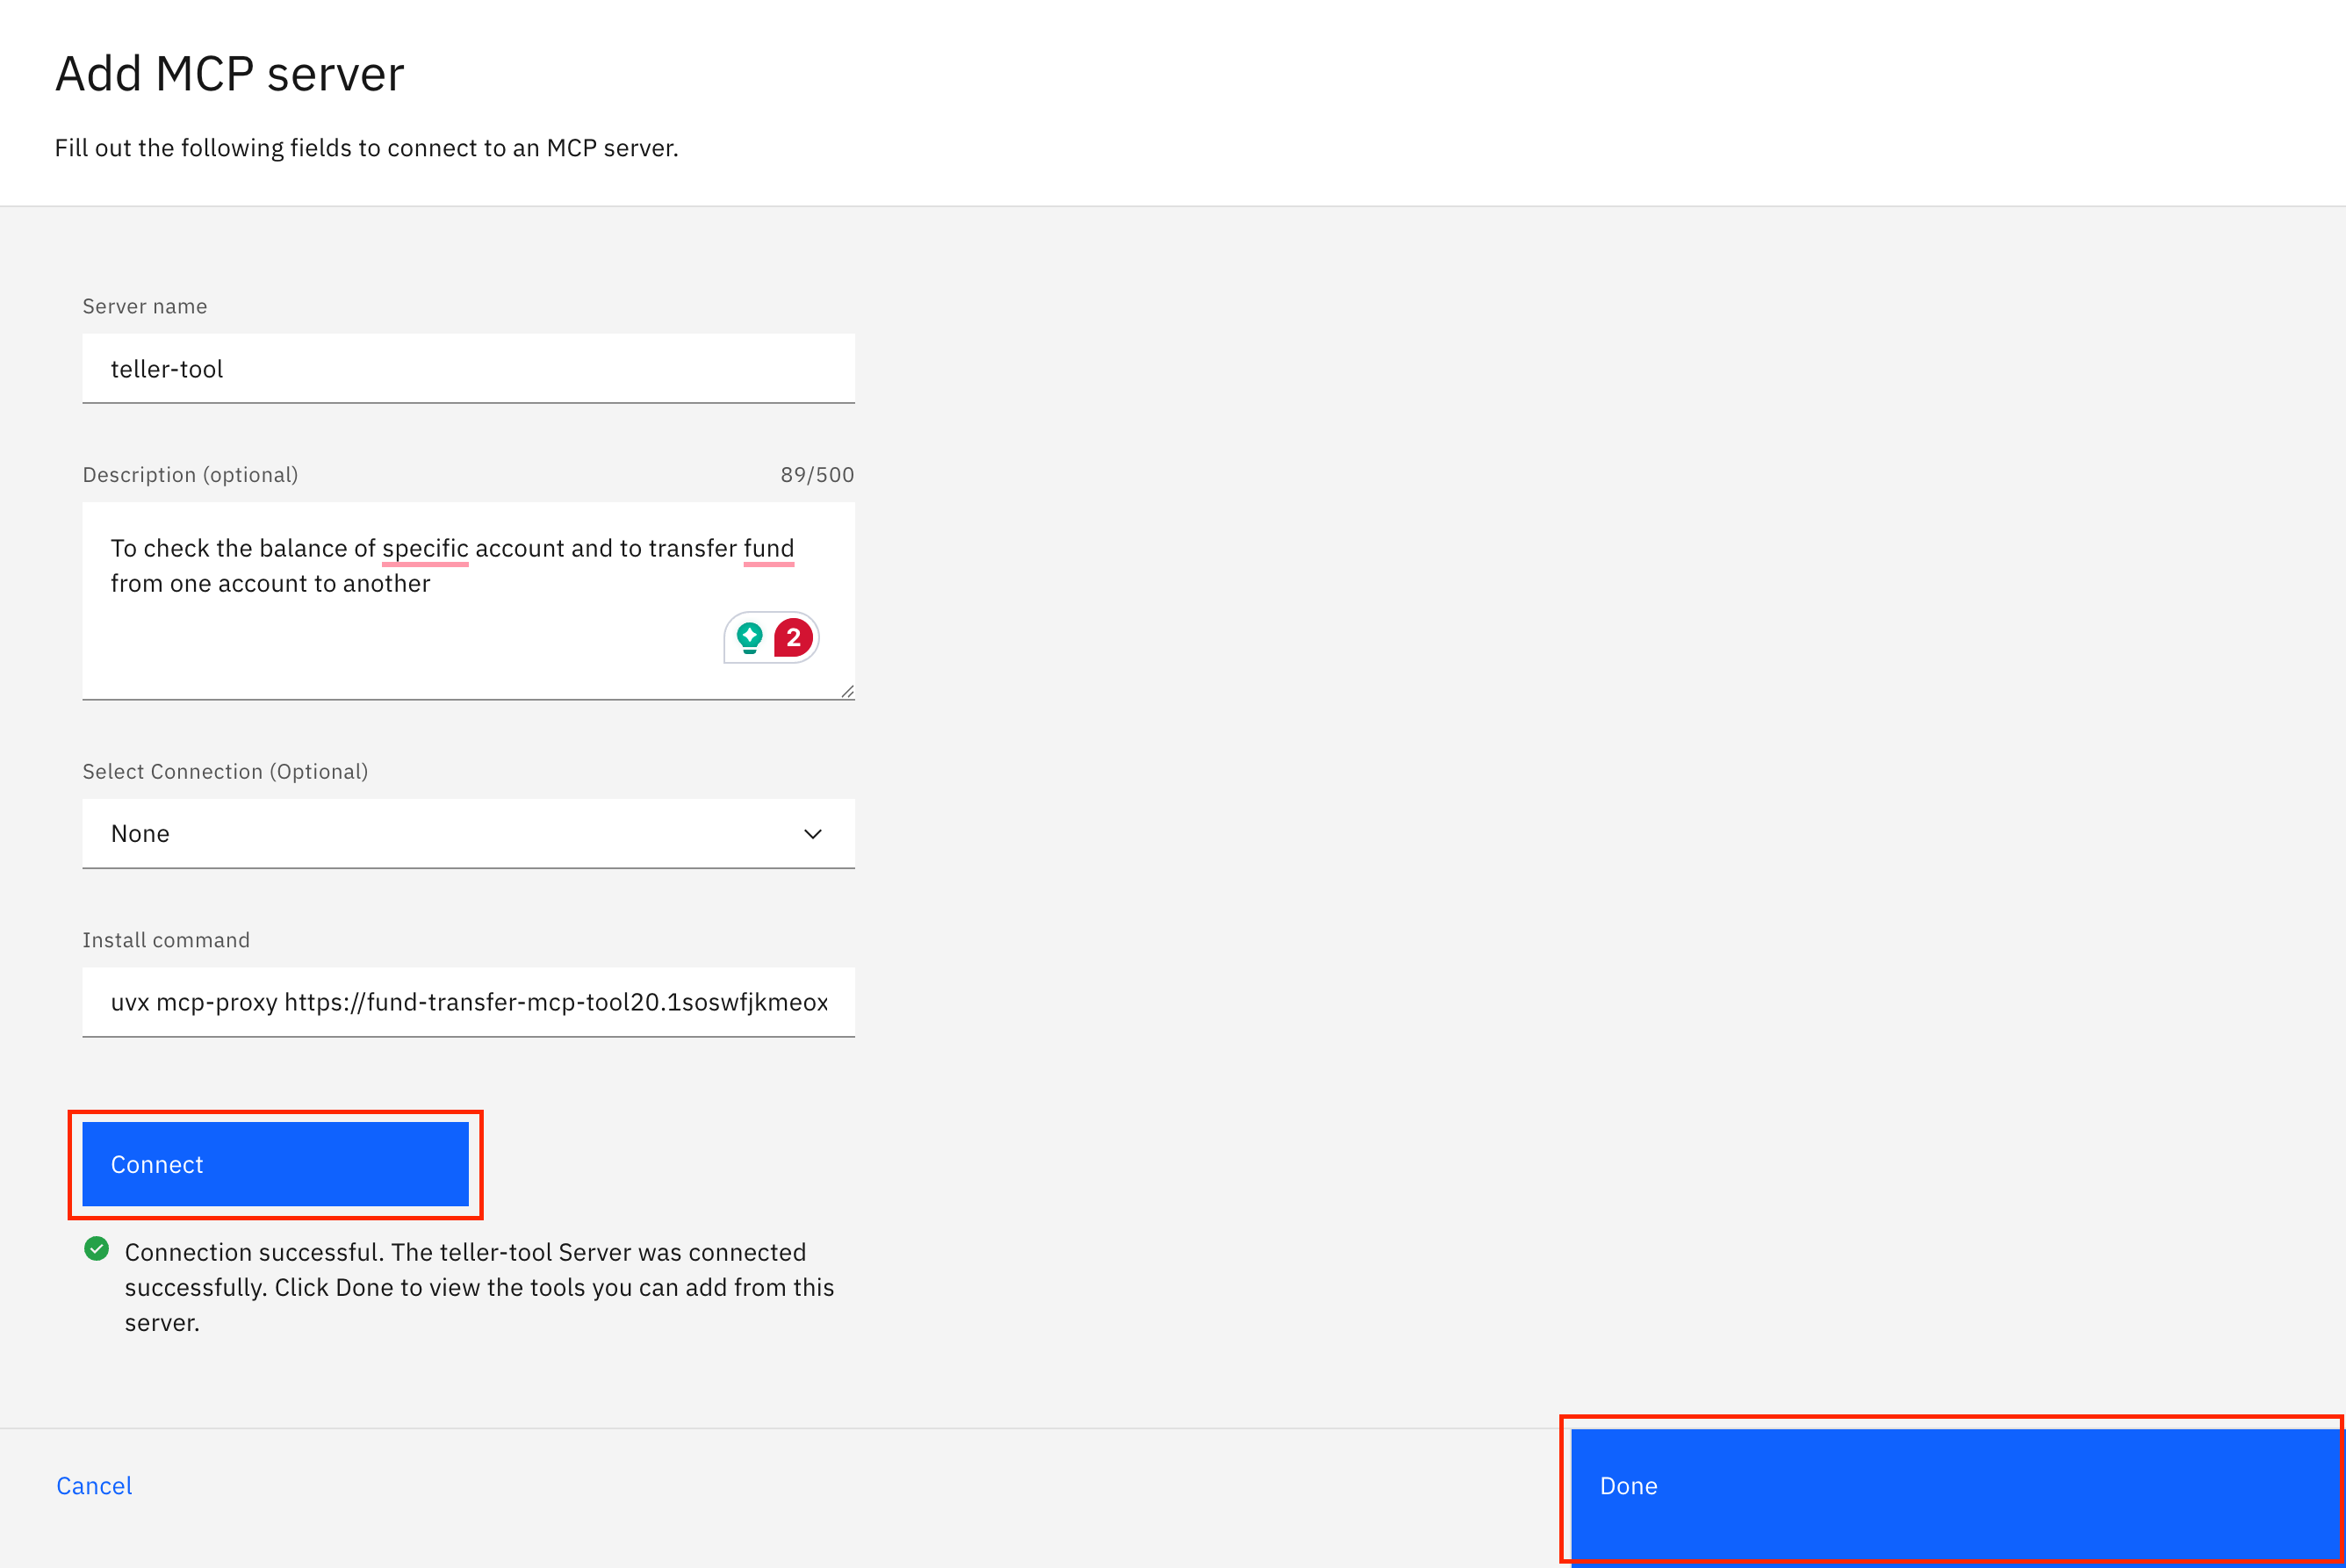 Add MCP server
Fill out the following fields to connect to an MCP server.
Server name
teller-tool
Description (optional)
89/500
To check the balance of specific account and to transfer fund
from one account to another
2
Select Connection (Optional)
None
Install command
uvx mcp-proxy https://fund-transfer-mcp-tool20.1soswfjkmeox
Connect
Connection successful. The teller-tool Server was connected
successfully. Click Done to view the tools you can add from this
server.
Cancel
Done